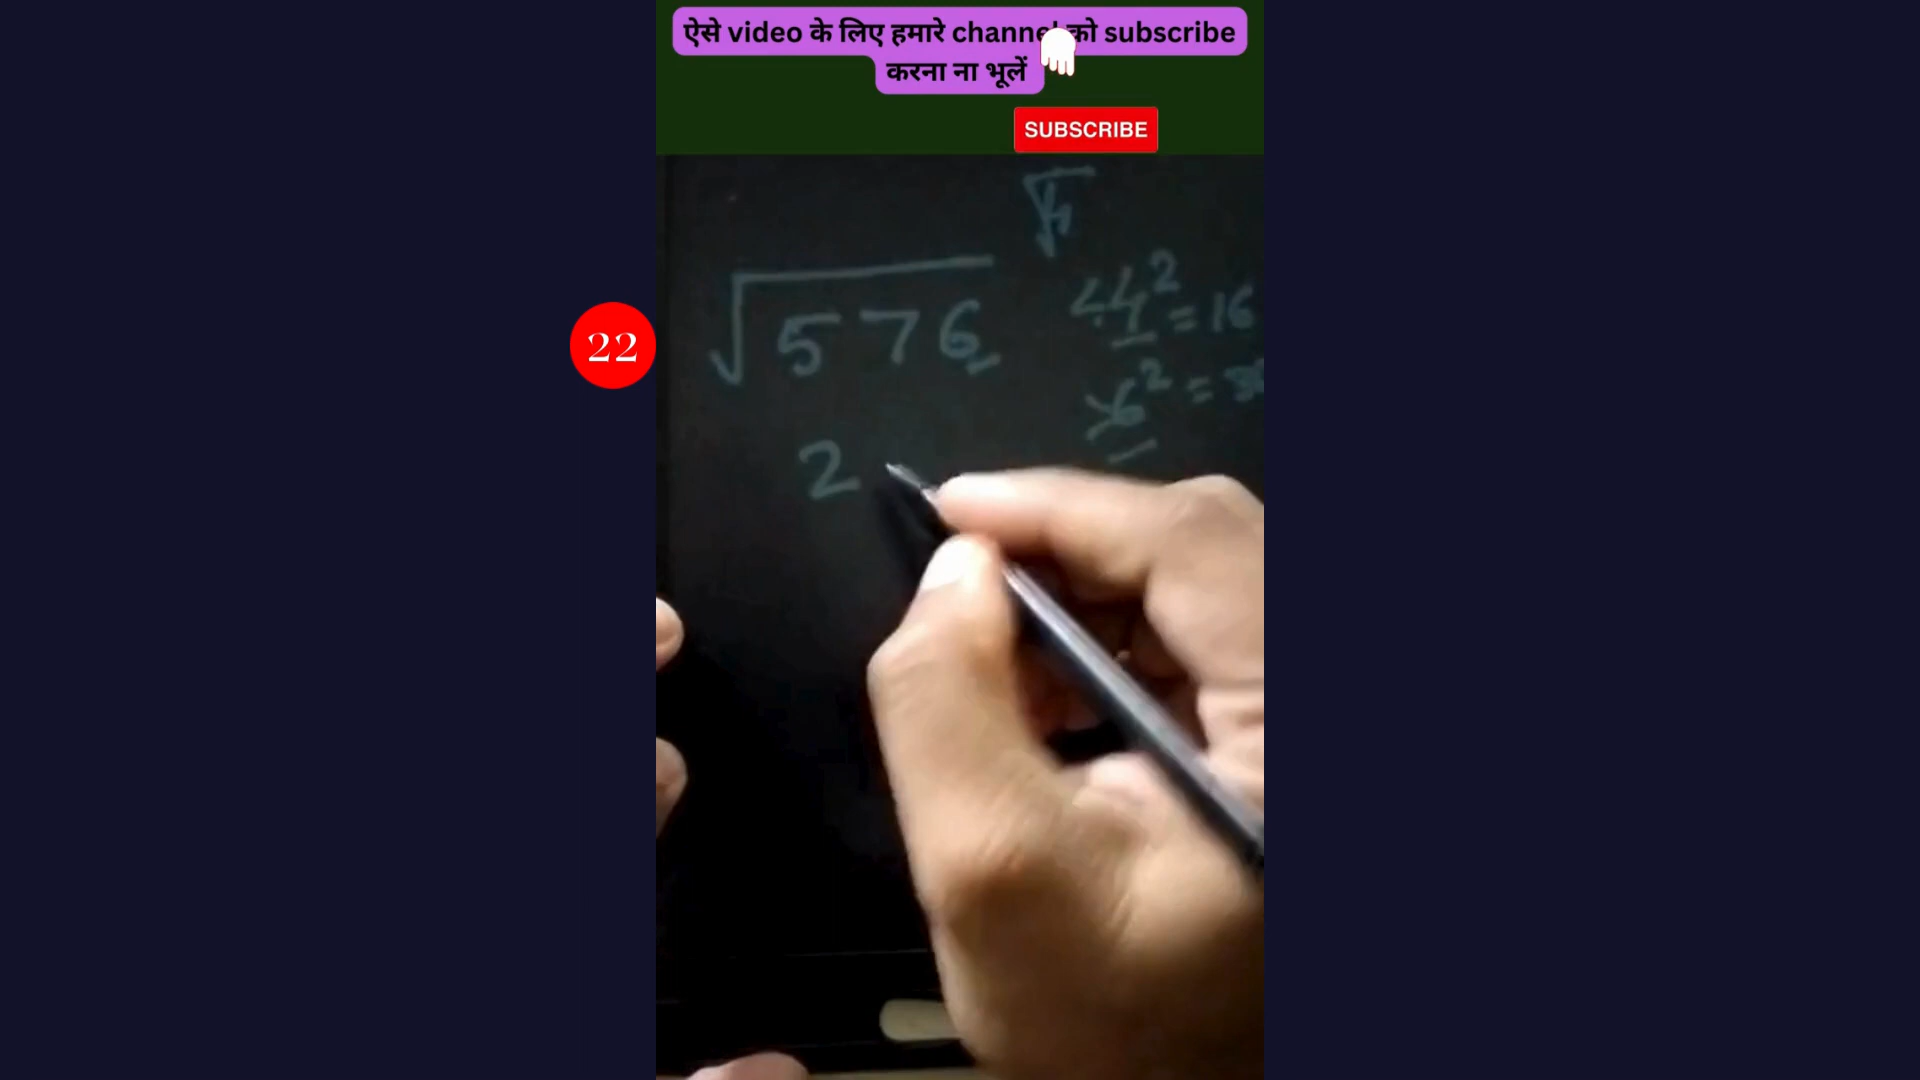 ऐसे video के लिए हमारे channel को subscribe
करना ना भूलें
SUBSCRIBE
√576
4² = 16
22
6² =
2